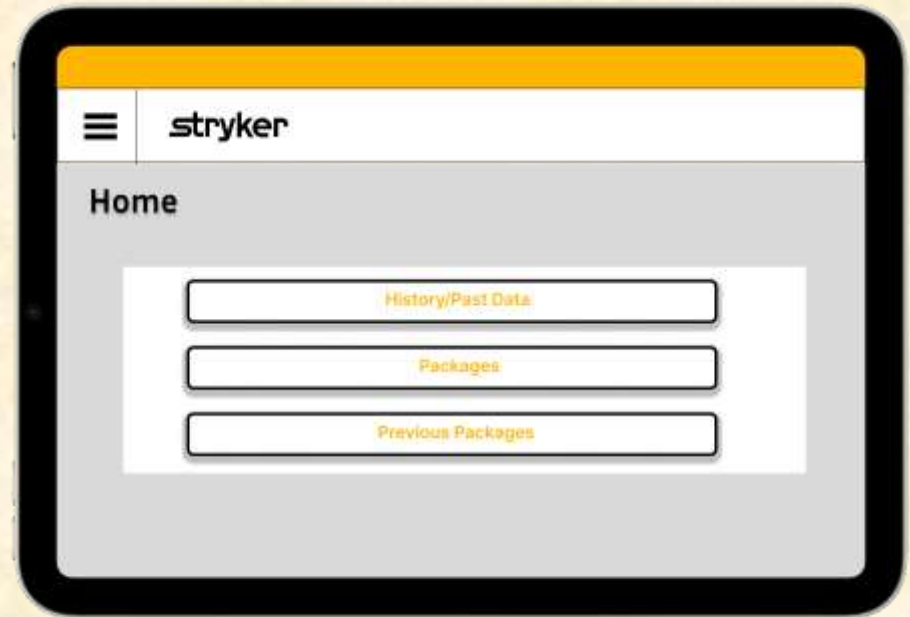 stryker
Home
History/Past Data
Packages
Previous Packages